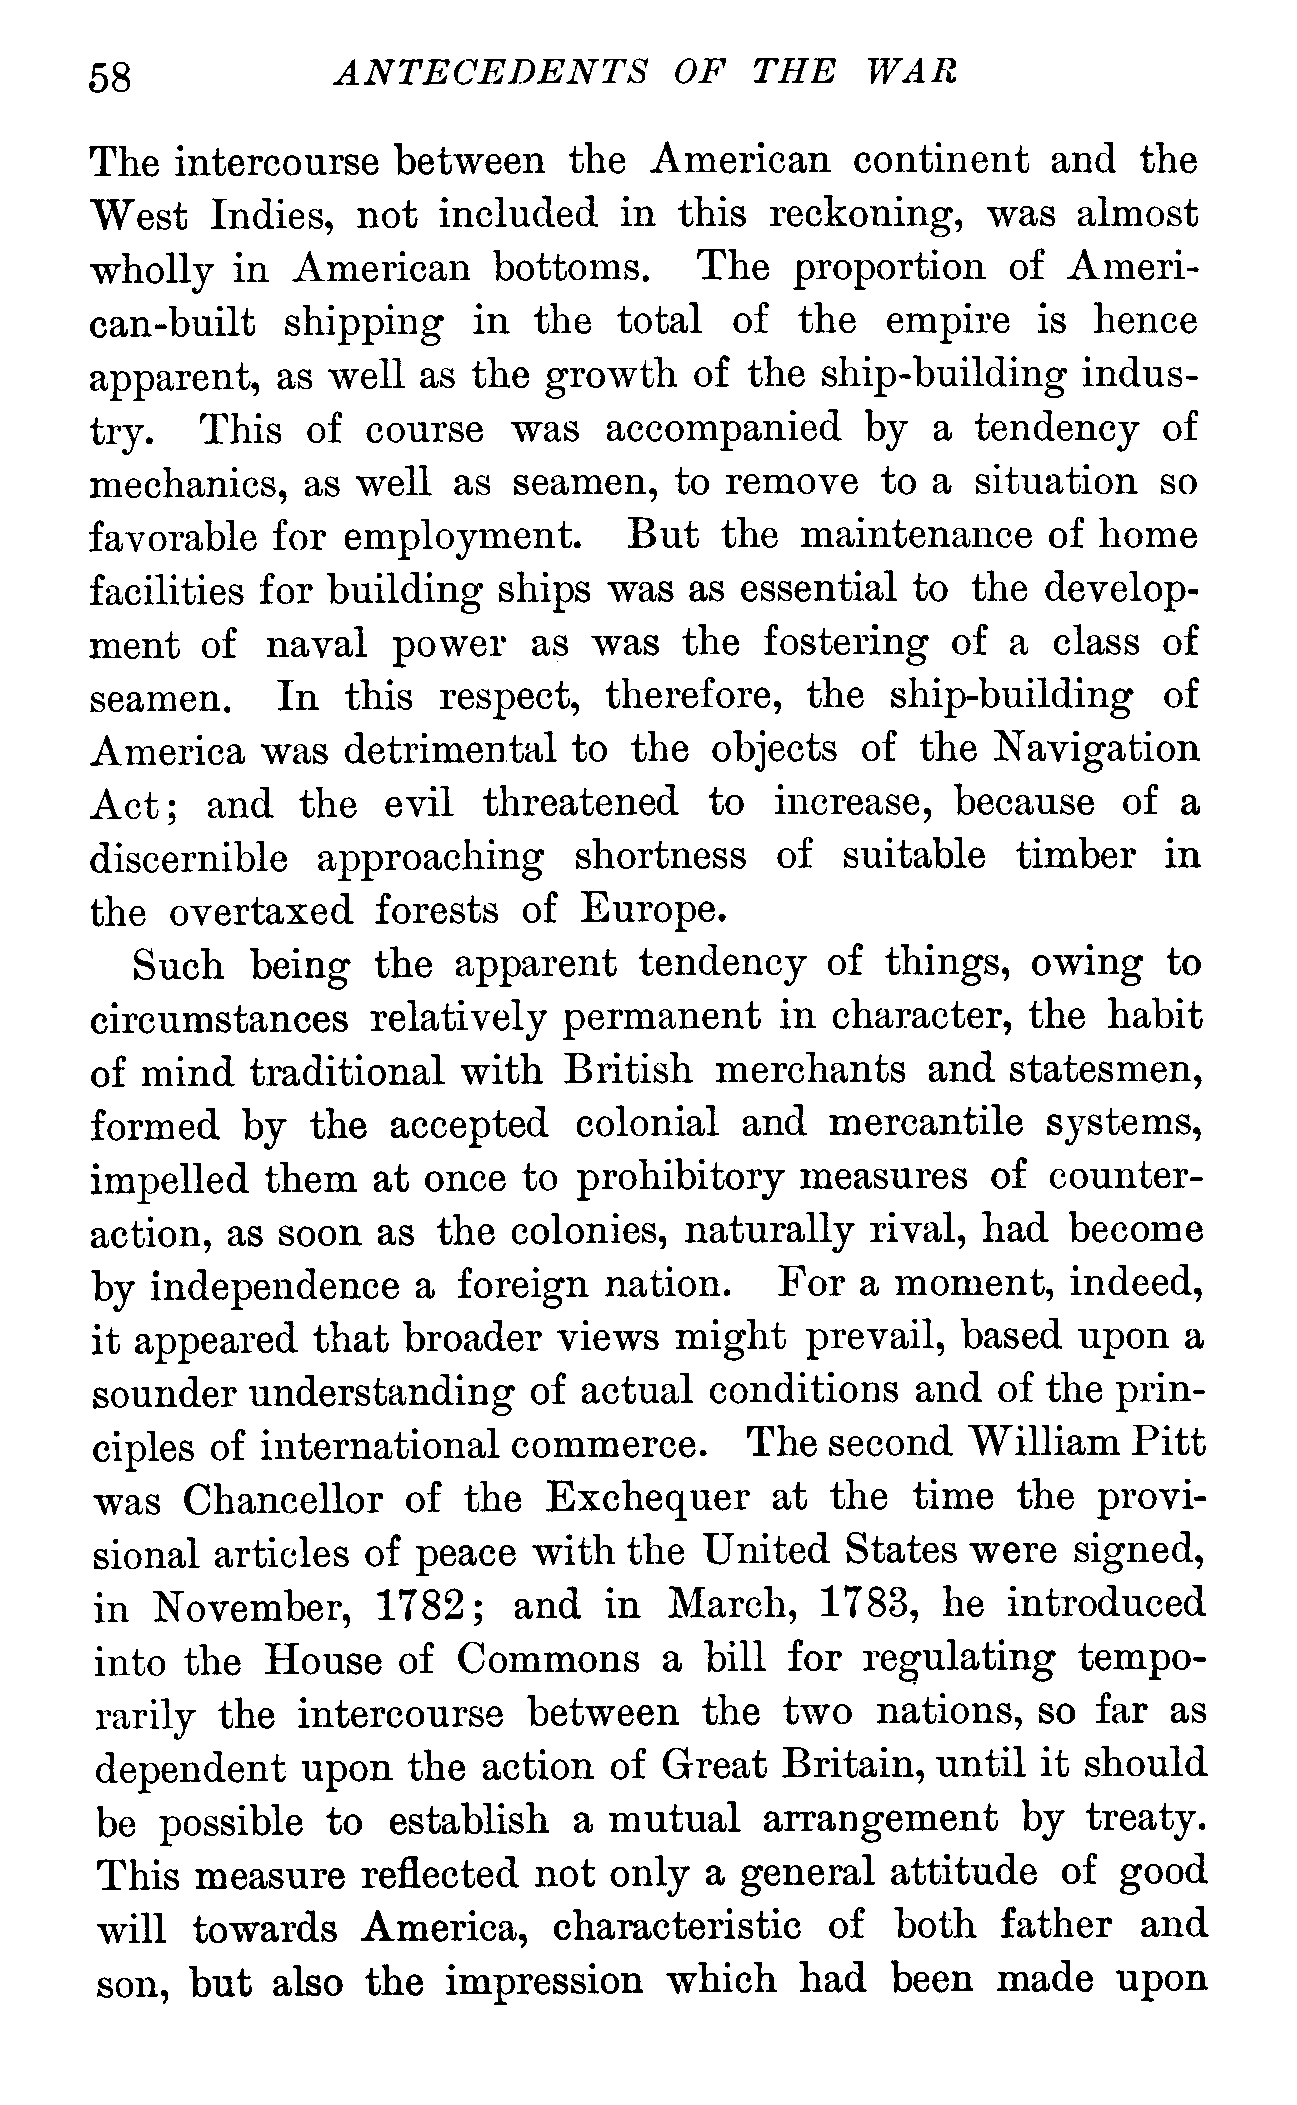 58 ANTECEDENTS OF THE WAR
The intercourse between the American continent and the
West Indies, not included in this reckoning, was almost
wholly in American bottoms. The proportion of Ameri-
can-built shipping in the total of the empire is hence
apparent, as well as the growth of the ship-building indus-
try. This of course was accompanied by a tendency of
mechanics, as well as seamen, to remove to a situation so
favorable for employment. But the maintenance of home
facilities for building ships was as essential to the develop-
ment of naval power as was the fostering of a class of
seamen. In this respect, therefore, the ship-building of
America was detrimental to the objects of the Navigation
Act; and the evil threatened to increase, because of a
discernible approaching shortness of suitable timber in
the overtaxed forests of Europe.
Such being the apparent tendency of things, owing to
circumstances relatively permanent in character, the habit
of mind traditional with British merchants and statesmen,
formed by the accepted colonial and mercantile systems,
impelled them at once to prohibitory measures of counter-
action, as soon as the colonies, naturally rival, had become
by independence a foreign nation. For a moment, indeed,
it appeared that broader views might prevail, based upon a
sounder understanding of actual conditions and of the prin-
ciples of international commerce. The second William Pitt
was Chancellor of the Exchequer at the time the provi-
sional articles of peace with the United States were signed,
in November, 1782; and in March, 1783, he introduced
into the House of Commons a bill for regulating tempo-
rarily the intercourse between the two nations, so far as
dependent upon the action of Great Britain, until it should
be possible to establish a mutual arrangement by treaty.
This measure reflected not only a general attitude of good
will towards America, characteristic of both father and
son, but also the impression which had been made upon